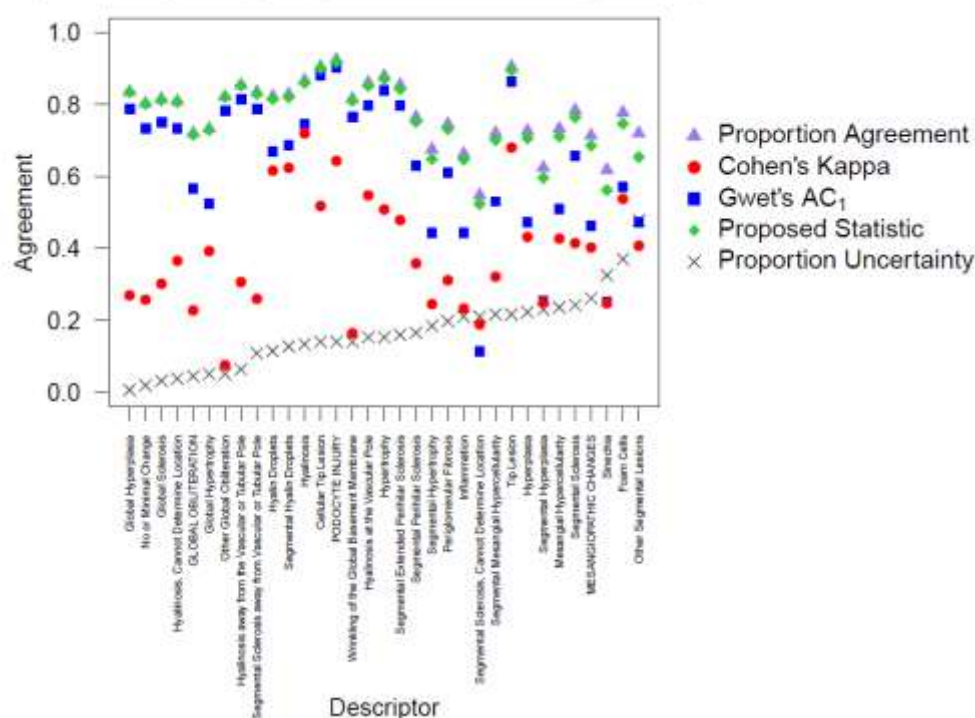 1.0
0.8
0.6
0.4
0.2
0.0
Agreement
Proportion Agreement
Cohen's Kappa
Gwet's AC1
Proposed Statistic
Proportion Uncertainty
Global Hyperplasia
No or Minimal Change
Global Sclerosis
Hyalinosis, Cannot Determine Location
GLOBAL OBLITERATION
Global Hypertrophy
Other Global Obliteration
Hyalinosis away from the Vascular or Tubular Pole
Segmental Sclerosis away from Vascular or Tubular Pole
Hyalin Droplets
Segmental Hyalin Droplets
Hyalinosis
Cellular Tip Lesion
PODOCYTE INJURY
Wrinkling of the Global Basement Membrane
Hyalinosis at the Vascular Pole
Hypertrophy
Segmental Extended Perihilar Sclerosis
Segmental Perihilar Sclerosis
Segmental Hypertrophy
Periglomerular Fibrosis
Inflammation
Segmental Sclerosis, Cannot Determine Location
Segmental Mesangial Hypercellularity
Tip Lesion
Hyperplasia
Segmental Hyperplasia
Mesangial Hypercellularity
Segmental Sclerosis
MESANGIOPATHIC CHANGES
Sinechia
Foam Cells
Other Segmental Lesions
Descriptor